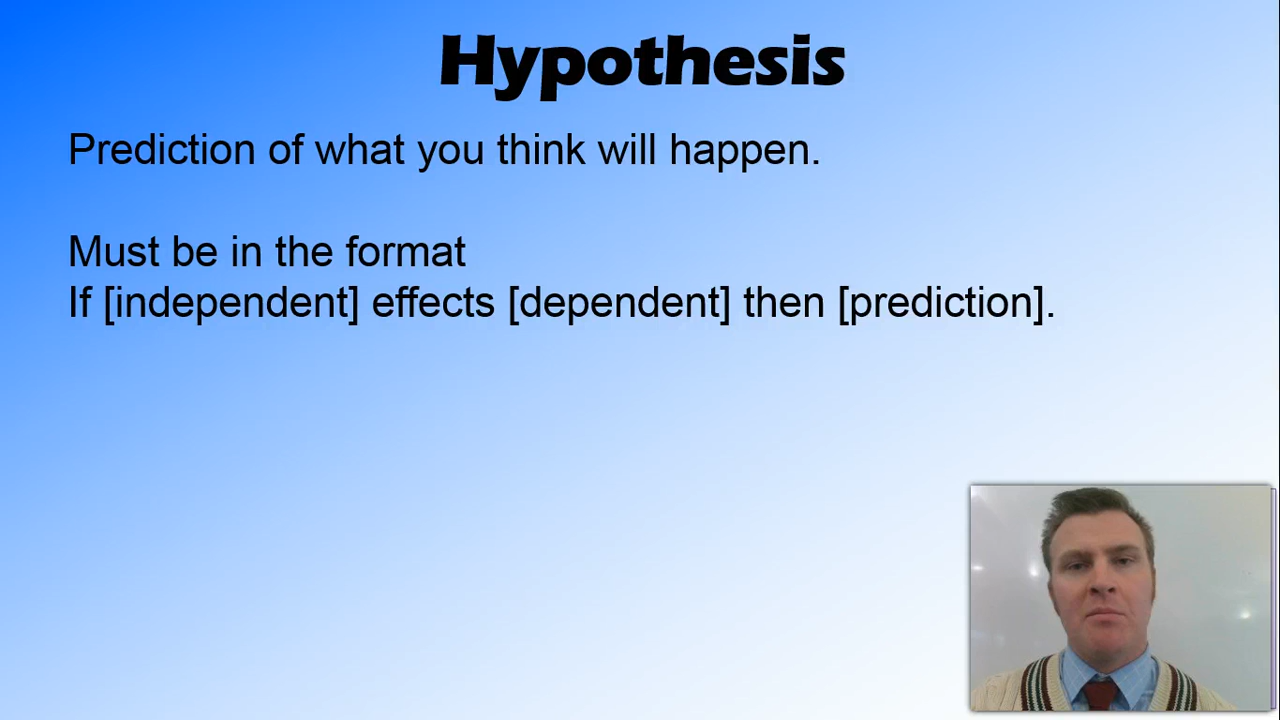 Hypothesis
Prediction of what you think will happen.
Must be in the format
If [independent] effects [dependent] then [prediction].